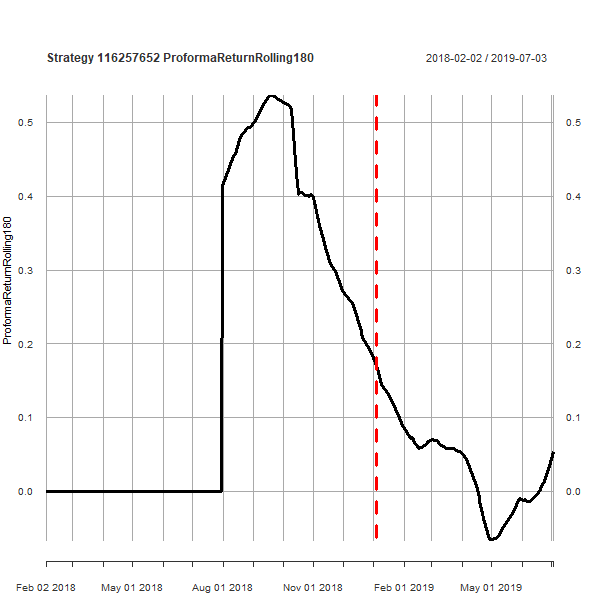 Strategy 116257652 ProformaReturnRolling180
2018-02-02 / 2019-07-03
ProformaReturnRolling180
0.5 0.5
0.4 0.4
0.3 0.3
0.2 0.2
0.1 0.1
0.0 0.0
Feb 02 2018 May 01 2018 Aug 01 2018 Nov 01 2018 Feb 01 2019 May 01 2019